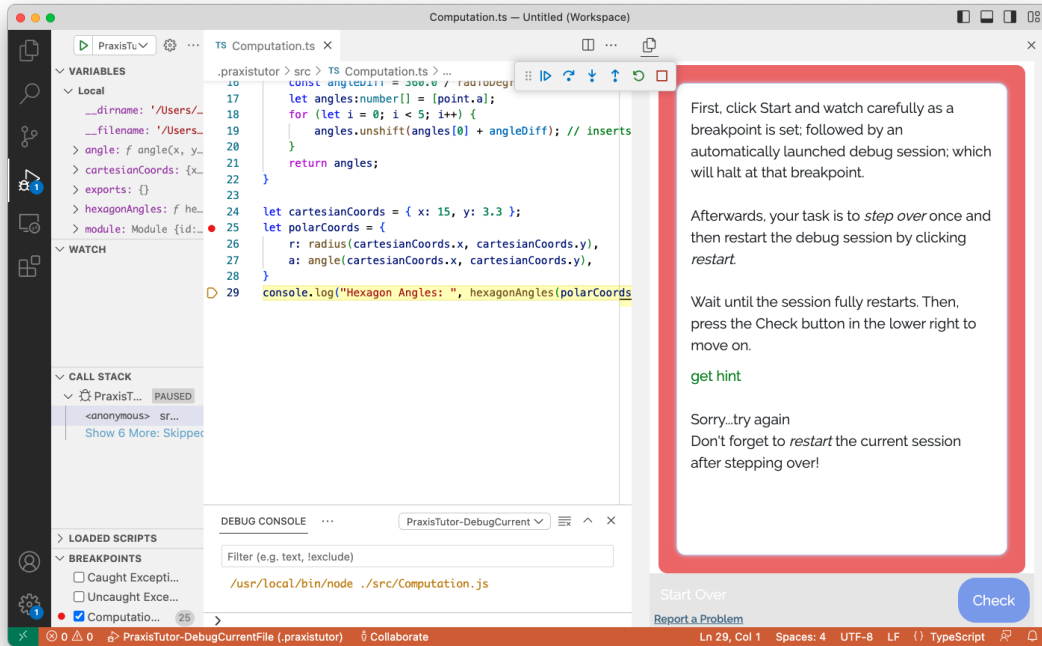 Computation.ts — Untitled (Workspace)
PraxisTu
TS Computation.ts
VARIABLES
Local
__dirname: '/Users/…
__filename: '/Users…
angle: ƒ angle(x, y…
cartesianCoords: {x…
exports: {}
hexagonAngles: ƒ he…
module: Module {id:…
WATCH
CALL STACK
PraxisT… PAUSED
<anonymous> sr...
Show 6 More: Skipped
LOADED SCRIPTS
BREAKPOINTS
Caught Excepti...
Uncaught Exce...
Computatio... 25
1
1
.praxistutor > src > TS Computation.ts > ...
16 const angleDiff = 360.0 / radToDegr
17 let angles:number[] = [point.a];
18 for (let i = 0; i < 5; i++) {
19 angles.unshift(angles[0] + angleDiff); // inserts
20 }
21 return angles;
22 }
23
24 let cartesianCoords = { x: 15, y: 3.3 };
25 let polarCoords = {
26 r: radius(cartesianCoords.x, cartesianCoords.y),
27 a: angle(cartesianCoords.x, cartesianCoords.y),
28 }
29 console.log("Hexagon Angles: ", hexagonAngles(polarCoords
DEBUG CONSOLE
PraxisTutor-DebugCurrent
Filter (e.g. text, !exclude)
/usr/local/bin/node ./src/Computation.js
First, click Start and watch carefully as a
breakpoint is set; followed by an
automatically launched debug session; which
will halt at that breakpoint.
Afterwards, your task is to step over once and
then restart the debug session by clicking
restart.
Wait until the session fully restarts. Then,
press the Check button in the lower right to
move on.
get hint
Sorry...try again
Don't forget to restart the current session
after stepping over!
Start Over
Check
Report a Problem
0 0 PraxisTutor-DebugCurrentFile (.praxistutor) Collaborate Ln 29, Col 1 Spaces: 4 UTF-8 LF {} TypeScript